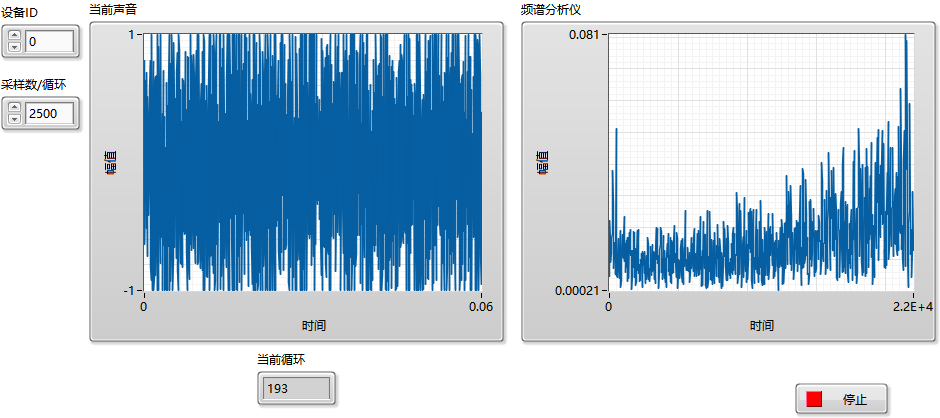 设备ID
0
采样数/循环
2500
当前声音
1
幅值
-1
0
0.06
时间
频谱分析仪
0.081
幅值
0.00021
0
2.2E+4
时间
当前循环
193
停止